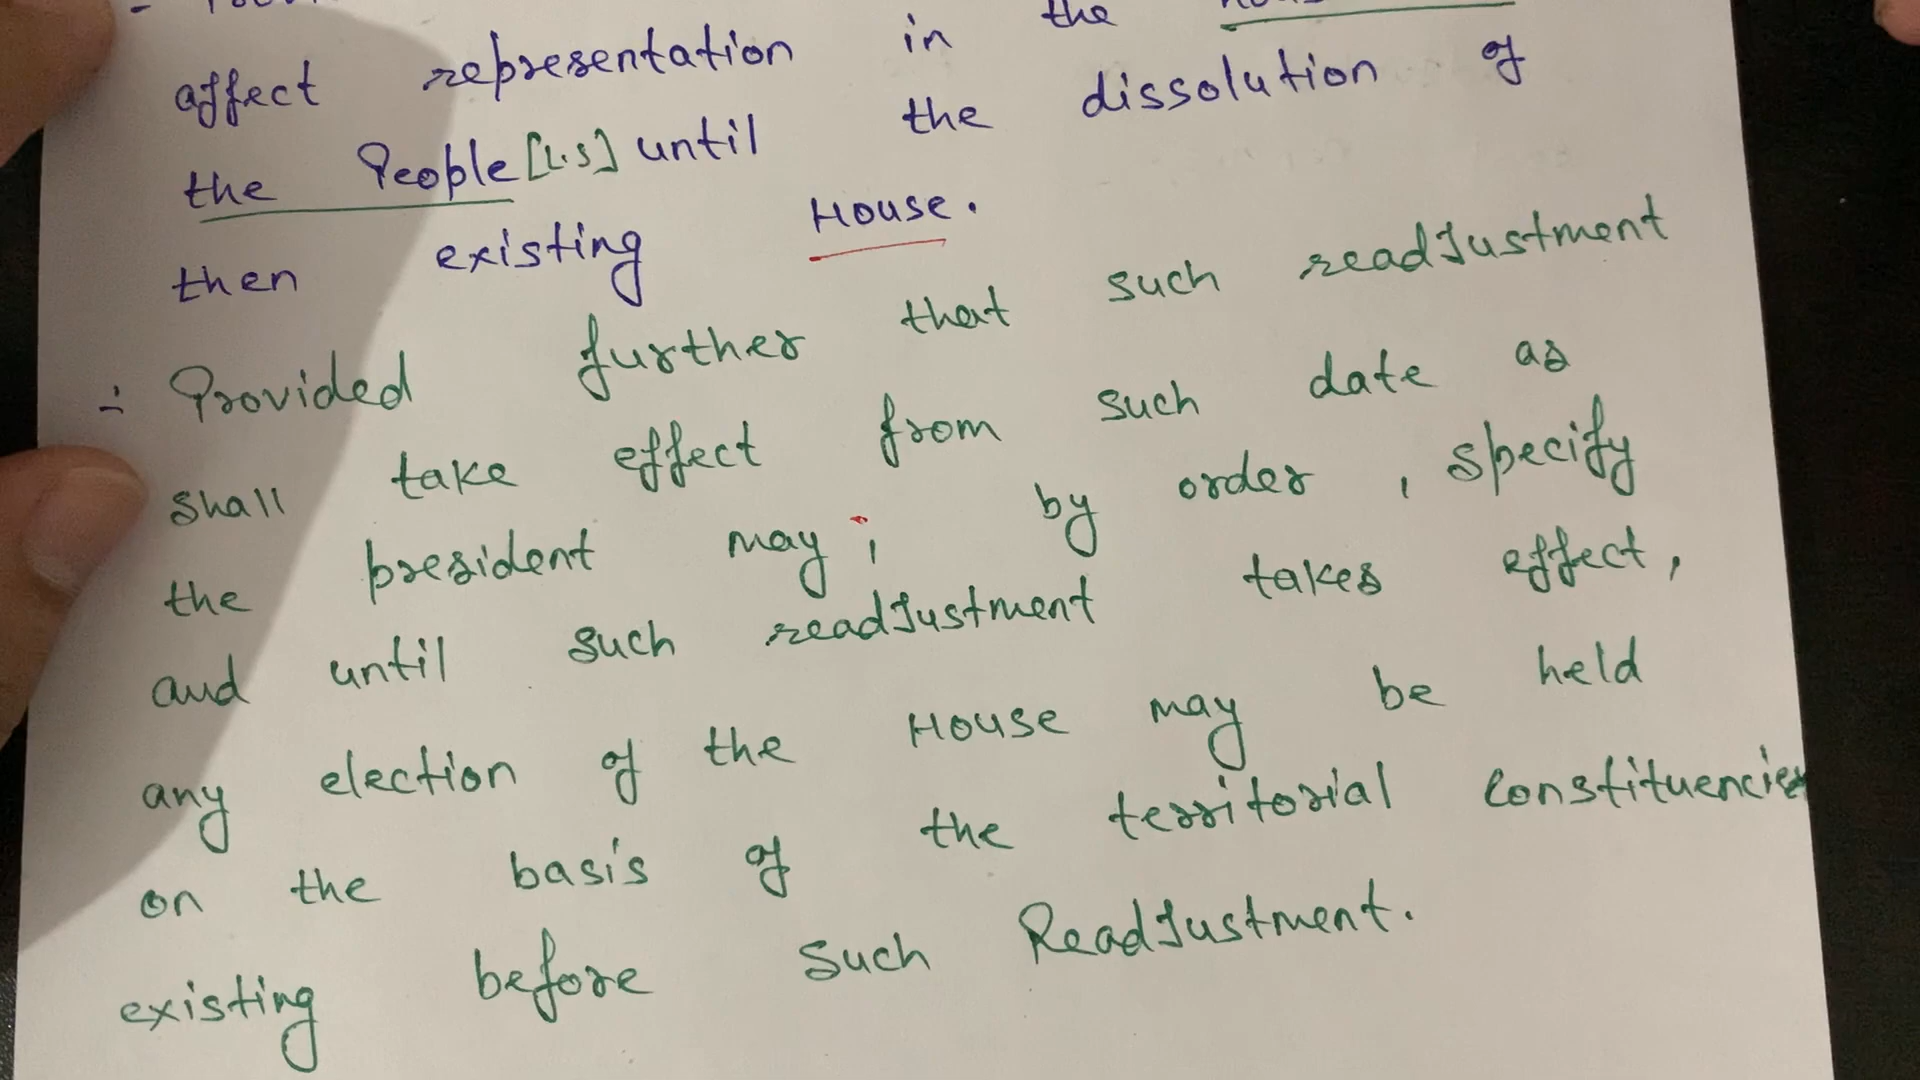 affect representation in the
the People [L.S] until the dissolution of
then existing House.
∸ Provided further that such readJustment
shall take effect from such date as
the president may, by order, specify
and until such readJustment takes effect,
any election of the House may be held
on the basis of the territorial Constituencies
existing before such ReadJustment.